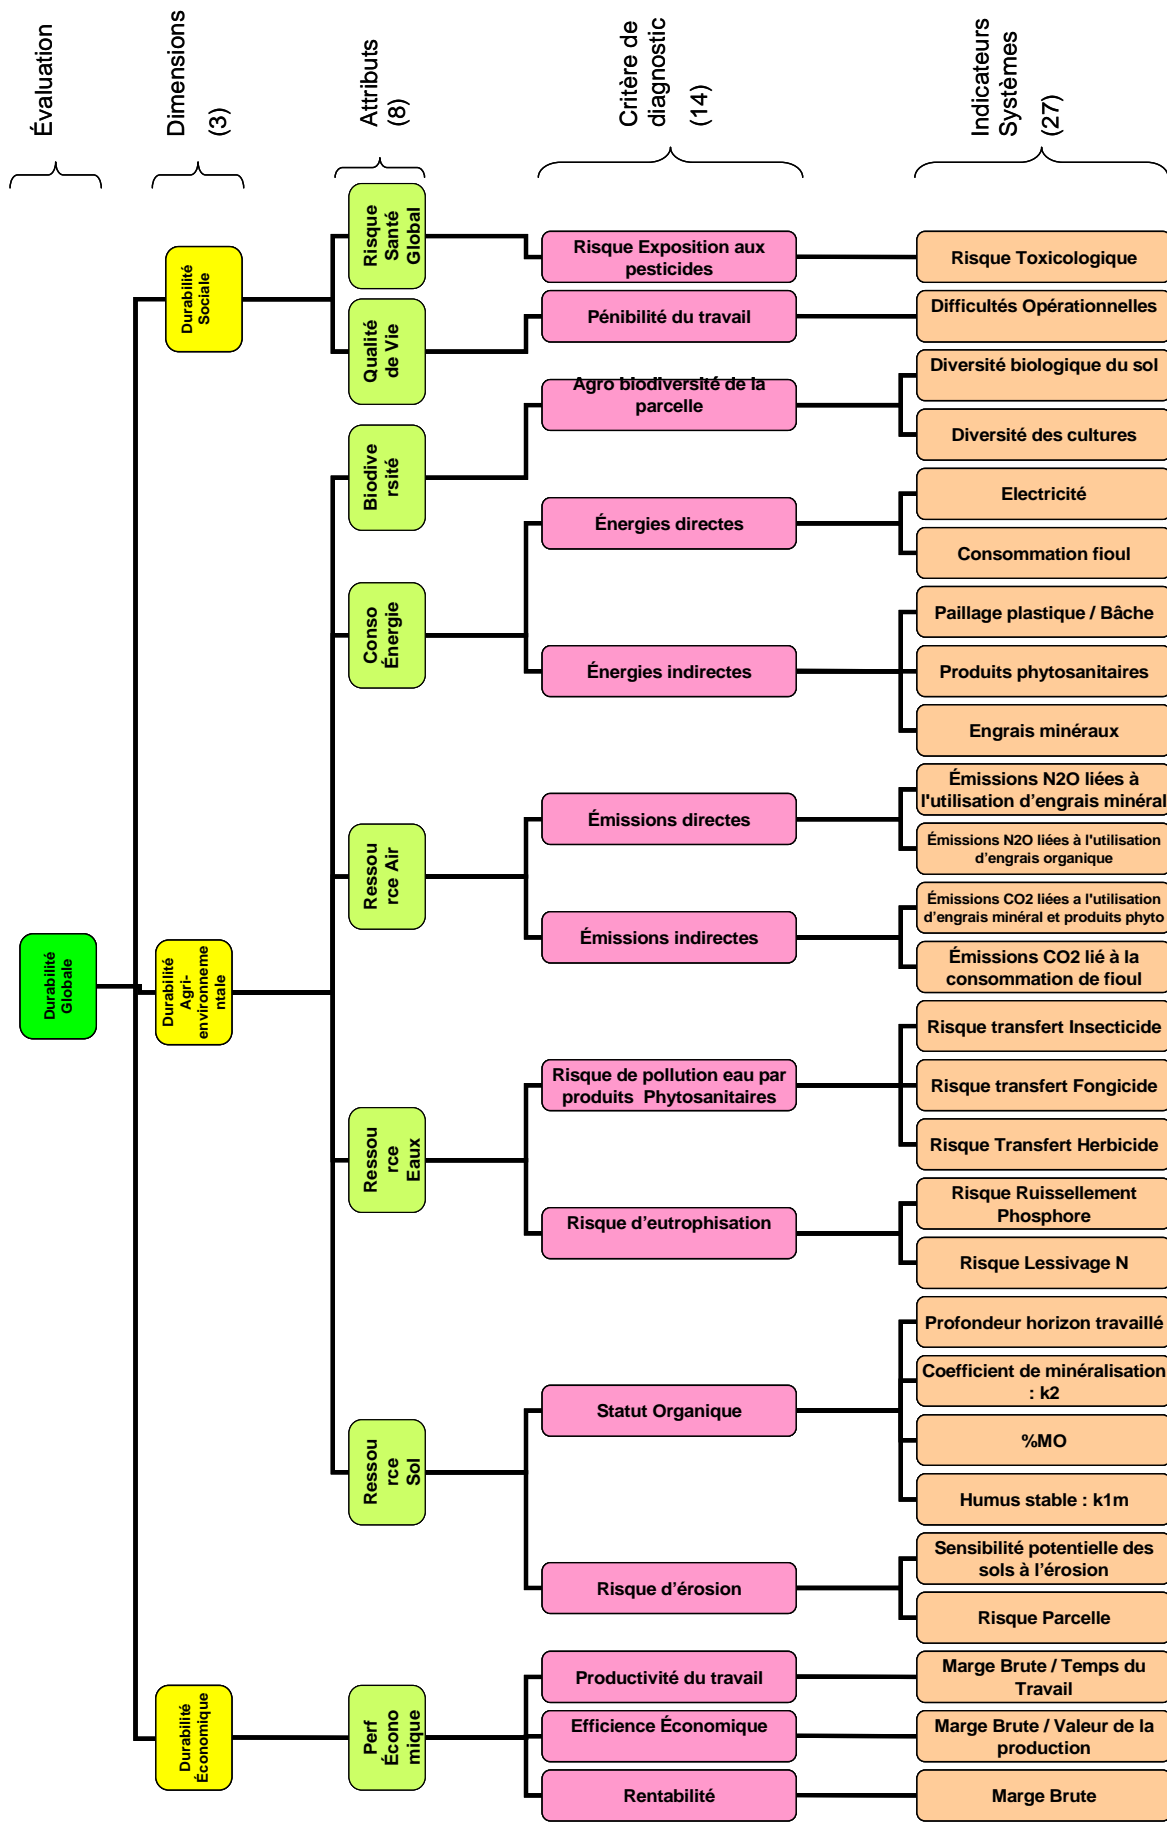 Évaluation
Dimensions
(3)
Attributs
(8)
Critère de
diagnostic
(14)
Indicateurs
Systèmes
(27)
Durabilité
Globale
Durabilité
Sociale
Durabilité
Agri-
environneme
ntale
Durabilité
Économique
Risque
Santé
Global
Qualité
de Vie
Biodive
rsité
Conso
Énergie
Ressou
rce Air
Ressou
rce
Eaux
Ressou
rce
Sol
Perf
Écono
mique
Risque Exposition aux
pesticides
Pénibilité du travail
Agro biodiversité de la
parcelle
Énergies directes
Énergies indirectes
Émissions directes
Émissions indirectes
Risque de pollution eau par
produits Phytosanitaires
Risque d’eutrophisation
Statut Organique
Risque d’érosion
Productivité du travail
Efficience Économique
Rentabilité
Risque Toxicologique
Difficultés Opérationnelles
Diversité biologique du sol
Diversité des cultures
Electricité
Consommation fioul
Paillage plastique / Bâche
Produits phytosanitaires
Engrais minéraux
Émissions N2O liées à
l'utilisation d’engrais minéral
Émissions N2O liées à l'utilisation
d’engrais organique
Émissions CO2 liées a l'utilisation
d’engrais minéral et produits phyto
Émissions CO2 lié à la
consommation de fioul
Risque transfert Insecticide
Risque transfert Fongicide
Risque Transfert Herbicide
Risque Ruissellement
Phosphore
Risque Lessivage N
Profondeur horizon travaillé
Coefficient de minéralisation
: k2
%MO
Humus stable : k1m
Sensibilité potentielle des
sols à l’érosion
Risque Parcelle
Marge Brute / Temps du
Travail
Marge Brute / Valeur de la
production
Marge Brute